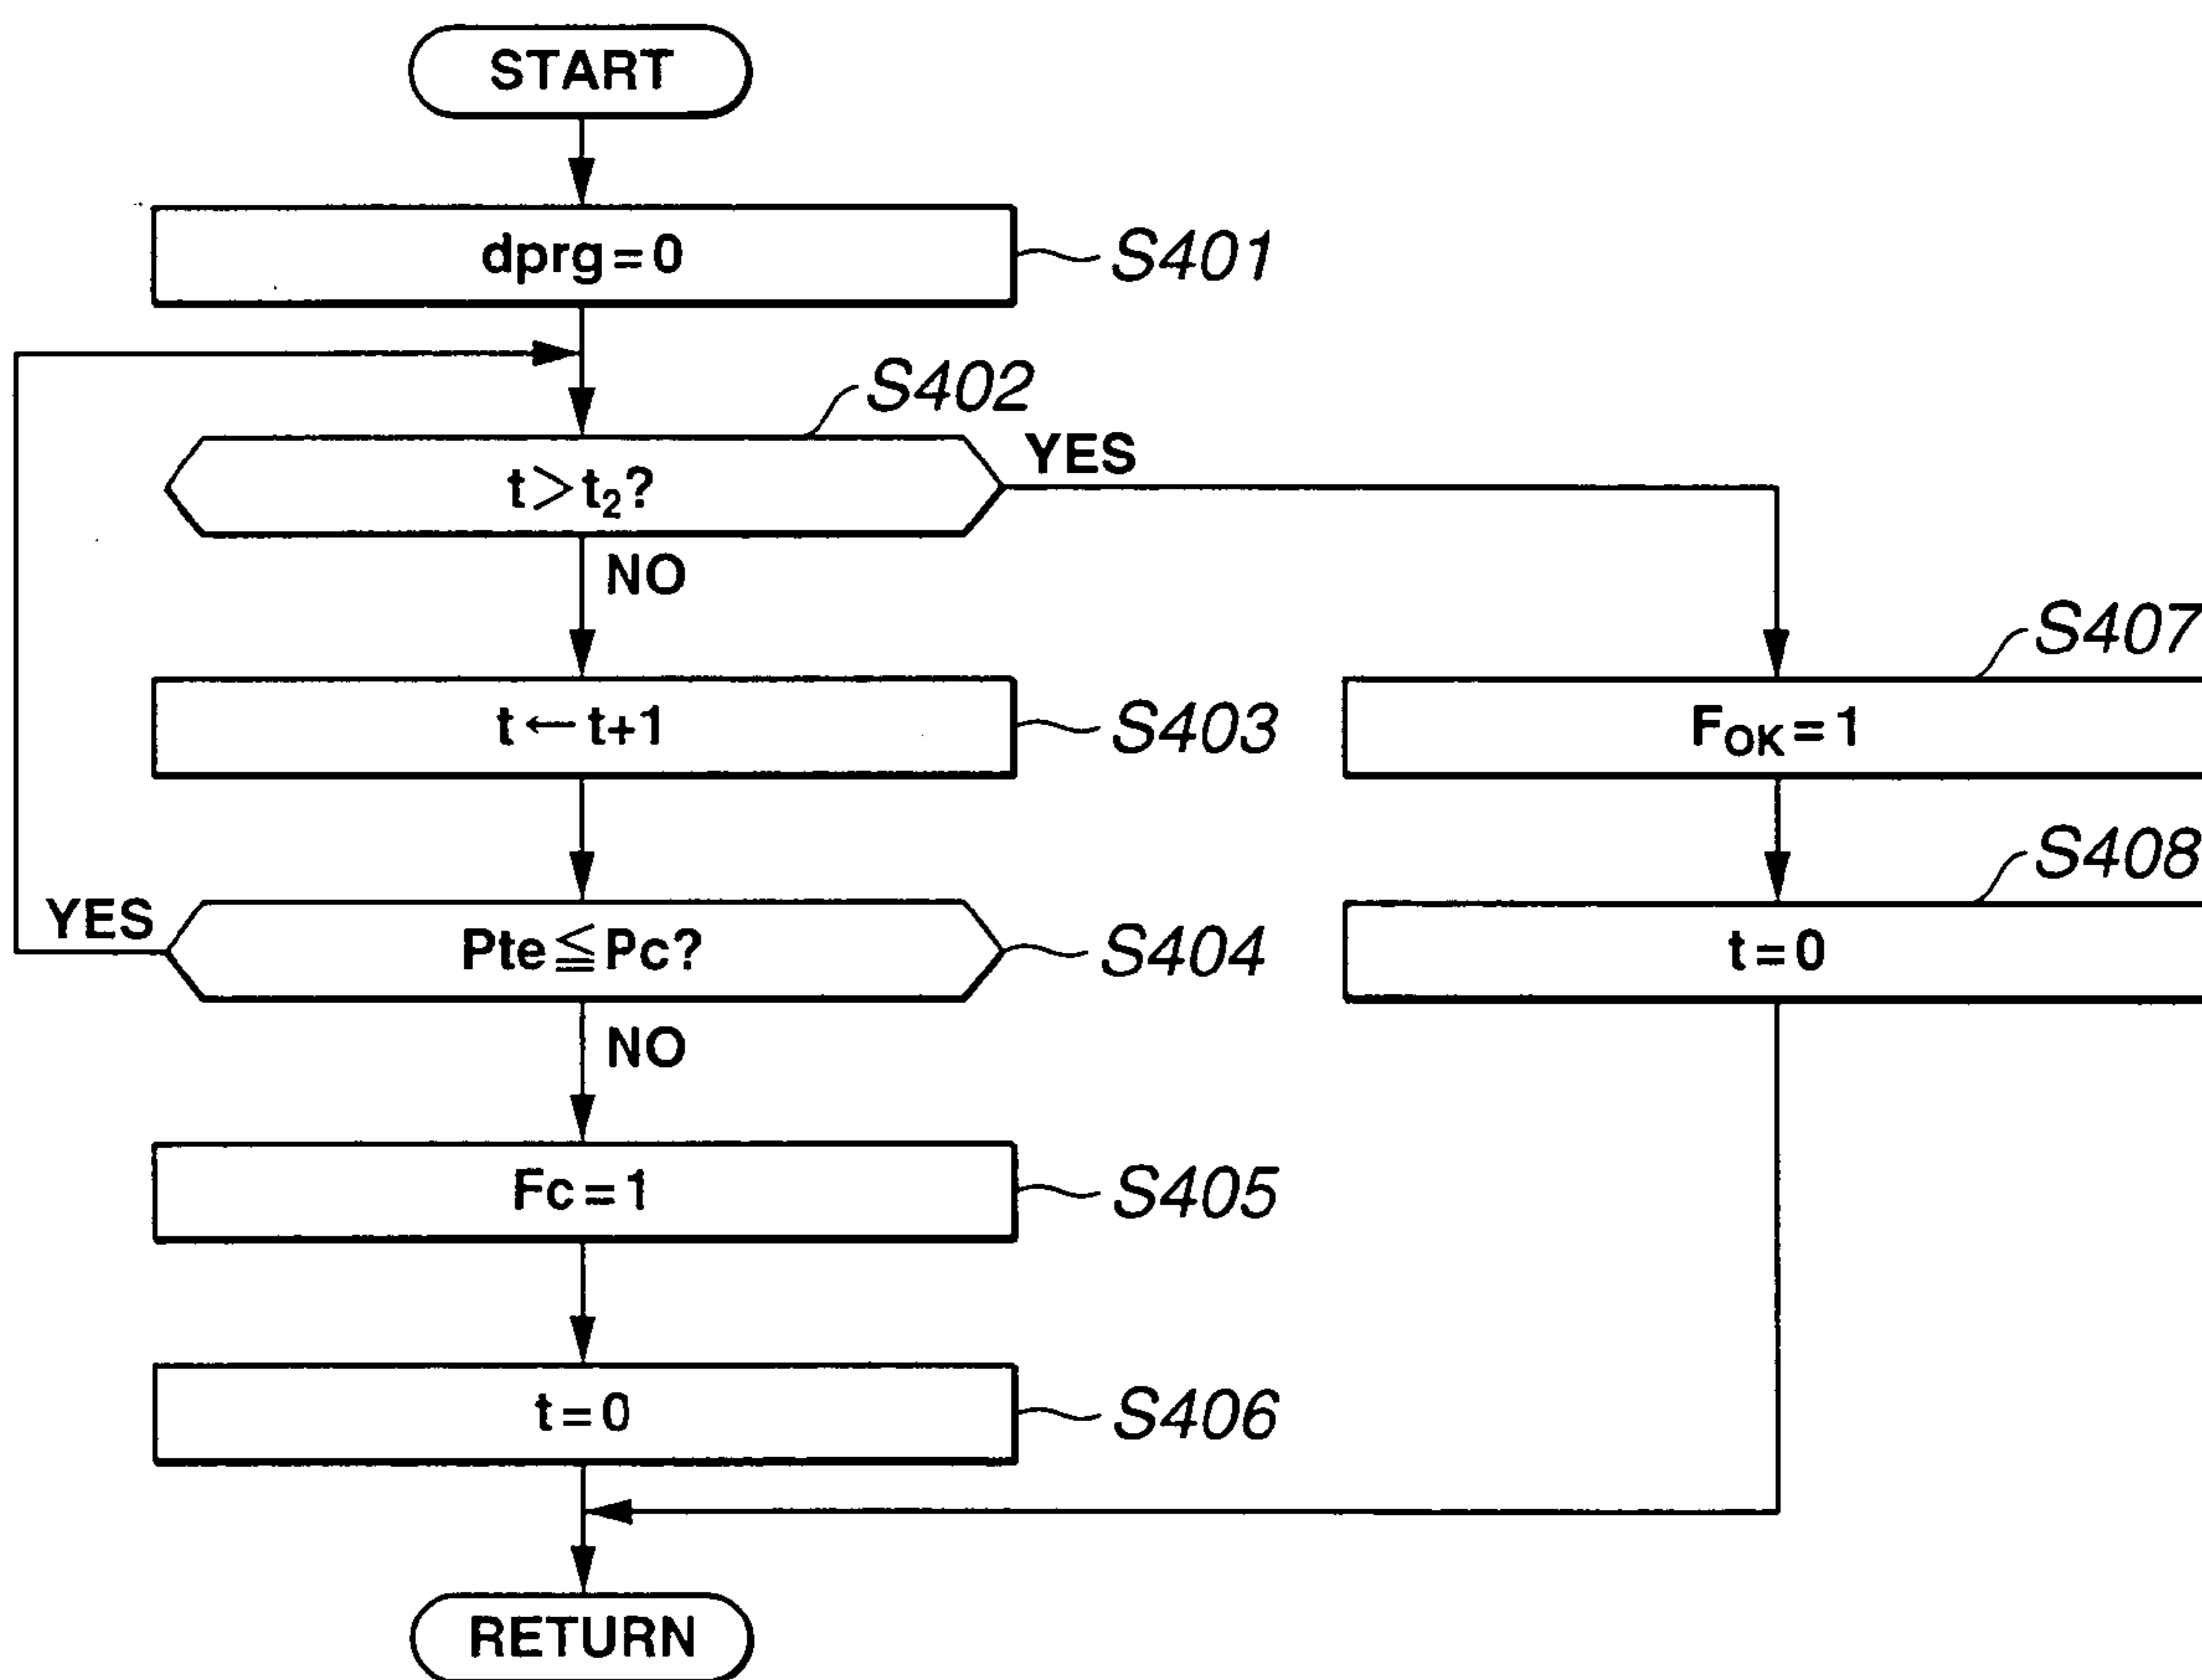 START
dprg=0
S401
S402
t>t₂?
YES
NO
t←t+1
S403
S407
F_OK=1
S408
YES
Pte≦Pc?
S404
t=0
NO
Fc=1
S405
t=0
S406
RETURN